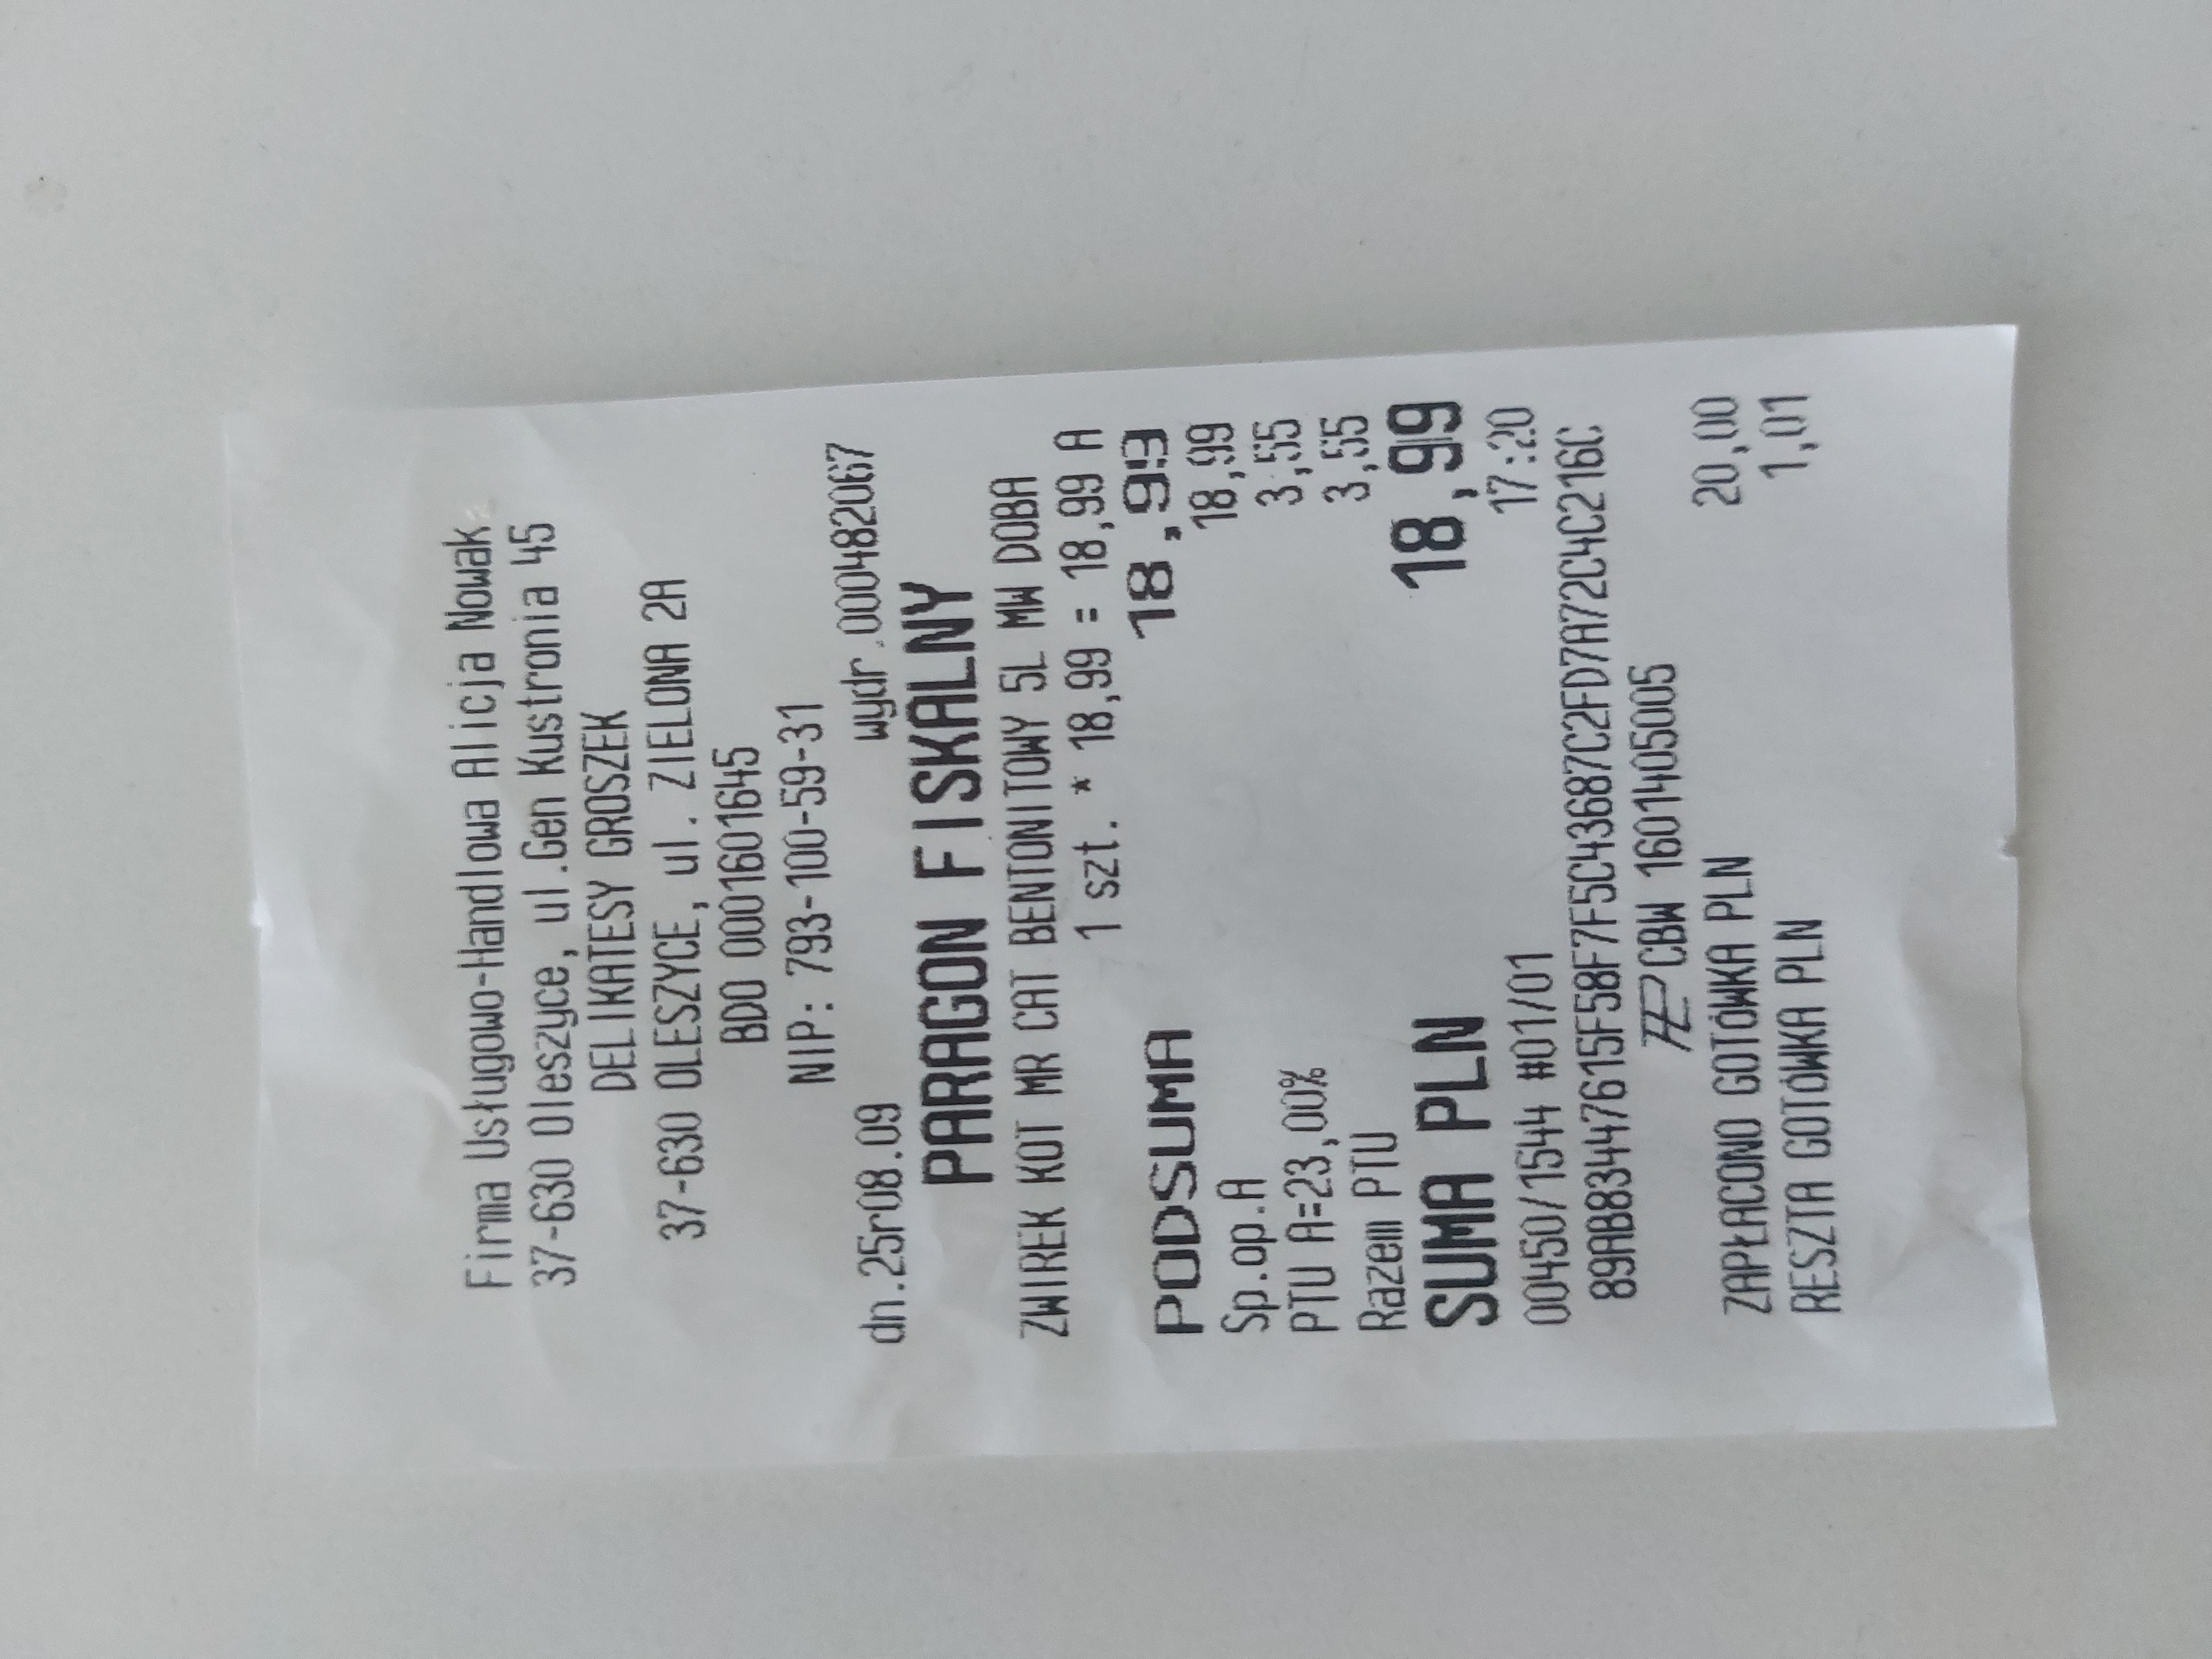 Firma Usługowo-Handlowa Alicja Nowak
37-630 Oleszyce, ul.Gen Kustronia 45
DELIKATESY GROSZEK
37-630 OLESZYCE, ul. ZIELONA 2A
BDO 0001601645
NIP: 793-100-59-31
dn.25r08.09 wydr.000482067
PARAGON FISKALNY
ZWIREK KOT MR CAT BENTONITOWY 5L MW DOBA
1 szt. * 18,99 = 18,99 A
PODSUMA 18,99
Sp.op.A 18,99
PTU A=23,00% 3,55
Razem PTU 3,55
SUMA PLN 18,99
00450/1544 #01/01 17:20
89AB83447615F58F7F5C43687C2FD7A72C4C216C
CBW 1601405005
ZAPŁACONO GOTÓWKA PLN 20,00
RESZTA GOTÓWKA PLN 1,01